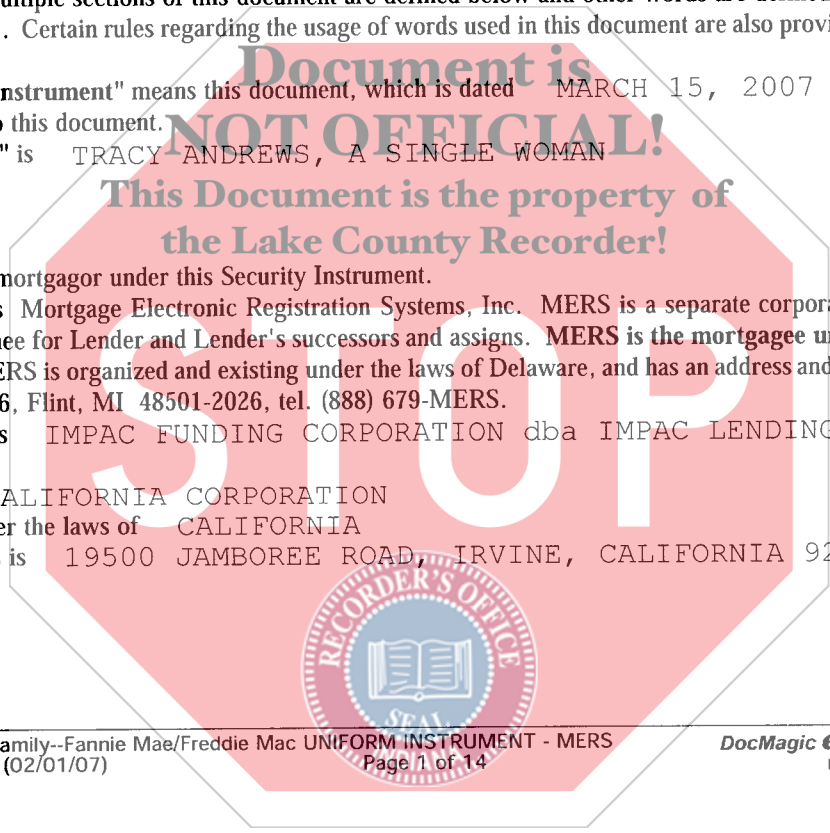 multiple sections of this document are defined below and other words are defined
. Certain rules regarding the usage of words used in this document are also provi
Document is
nstrument" means this document, which is dated MARCH 15, 2007
this document.
NOT OFFICIAL!
" is TRACY ANDREWS, A SINGLE WOMAN
This Document is the property of
the Lake County Recorder!
mortgagor under this Security Instrument.
s Mortgage Electronic Registration Systems, Inc. MERS is a separate corpora
ee for Lender and Lender's successors and assigns. MERS is the mortgagee u
ERS is organized and existing under the laws of Delaware, and has an address and
6, Flint, MI 48501-2026, tel. (888) 679-MERS.
STOP
s IMPAC FUNDING CORPORATION dba IMPAC LENDING
ALIFORNIA CORPORATION
er the laws of CALIFORNIA
is 19500 JAMBOREE ROAD, IRVINE, CALIFORNIA 92
RECORDER'S OFFICE
SEAL
INDIANA
amily--Fannie Mae/Freddie Mac UNIFORM INSTRUMENT - MERS DocMagic
(02/01/07) Page 1 of 14